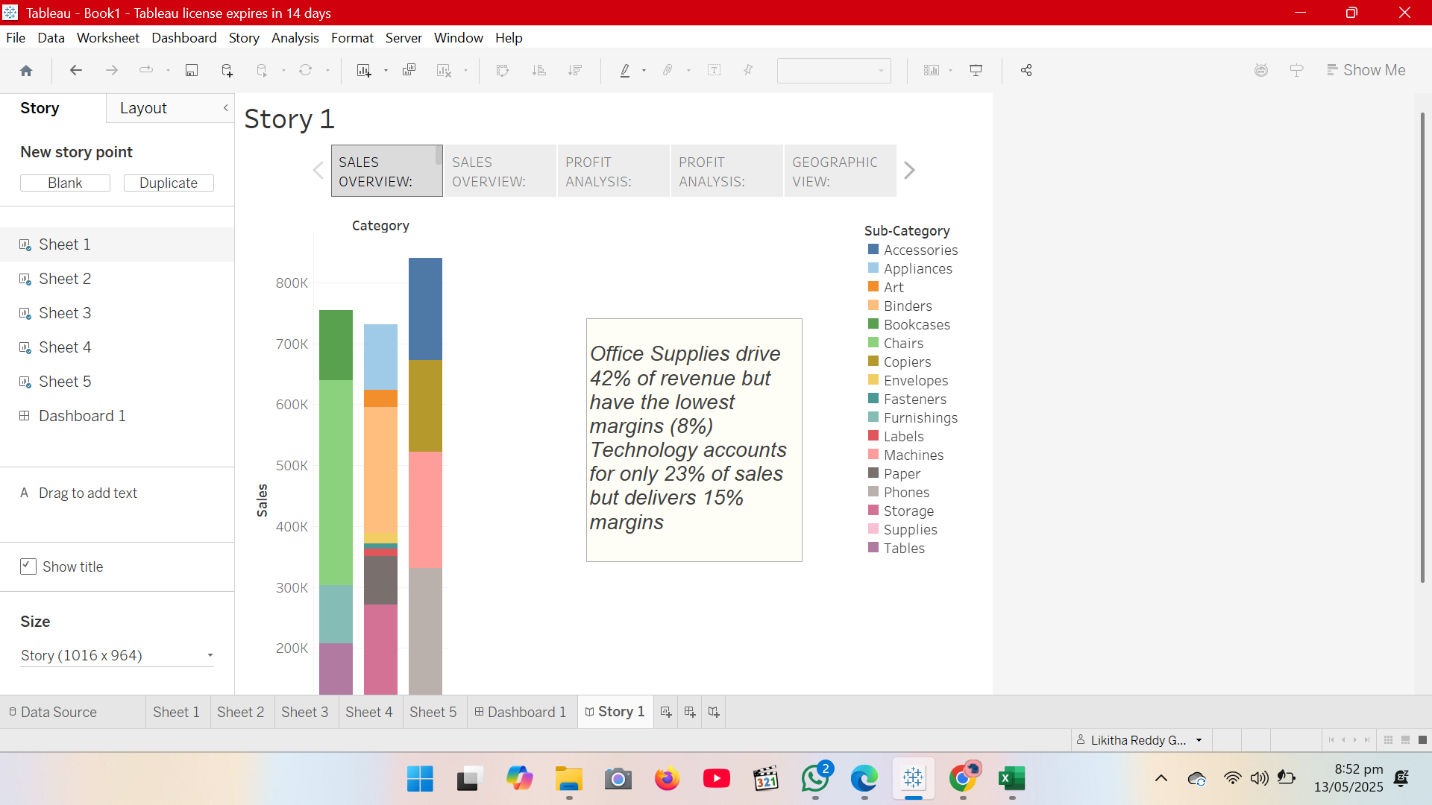 Tableau - Book1 - Tableau license expires in 14 days
File Data Worksheet Dashboard Story Analysis Format Server Window Help
Show Me
Story Layout
New story point
Blank Duplicate
Sheet 1
Sheet 2
Sheet 3
Sheet 4
Sheet 5
Dashboard 1
A Drag to add text
Show title
Size
Story (1016 x 964)
Story 1
SALES
OVERVIEW:
SALES
OVERVIEW:
PROFIT
ANALYSIS:
PROFIT
ANALYSIS:
GEOGRAPHIC
VIEW:
Category
800K
700K
600K
500K
400K
300K
200K
Sales
Office Supplies drive
42% of revenue but
have the lowest
margins (8%)
Technology accounts
for only 23% of sales
but delivers 15%
margins
Sub-Category
Accessories
Appliances
Art
Binders
Bookcases
Chairs
Copiers
Envelopes
Fasteners
Furnishings
Labels
Machines
Paper
Phones
Storage
Supplies
Tables
Data Source Sheet 1 Sheet 2 Sheet 3 Sheet 4 Sheet 5 Dashboard 1 Story 1
Likitha Reddy G...
321
2
8:52 pm
13/05/2025